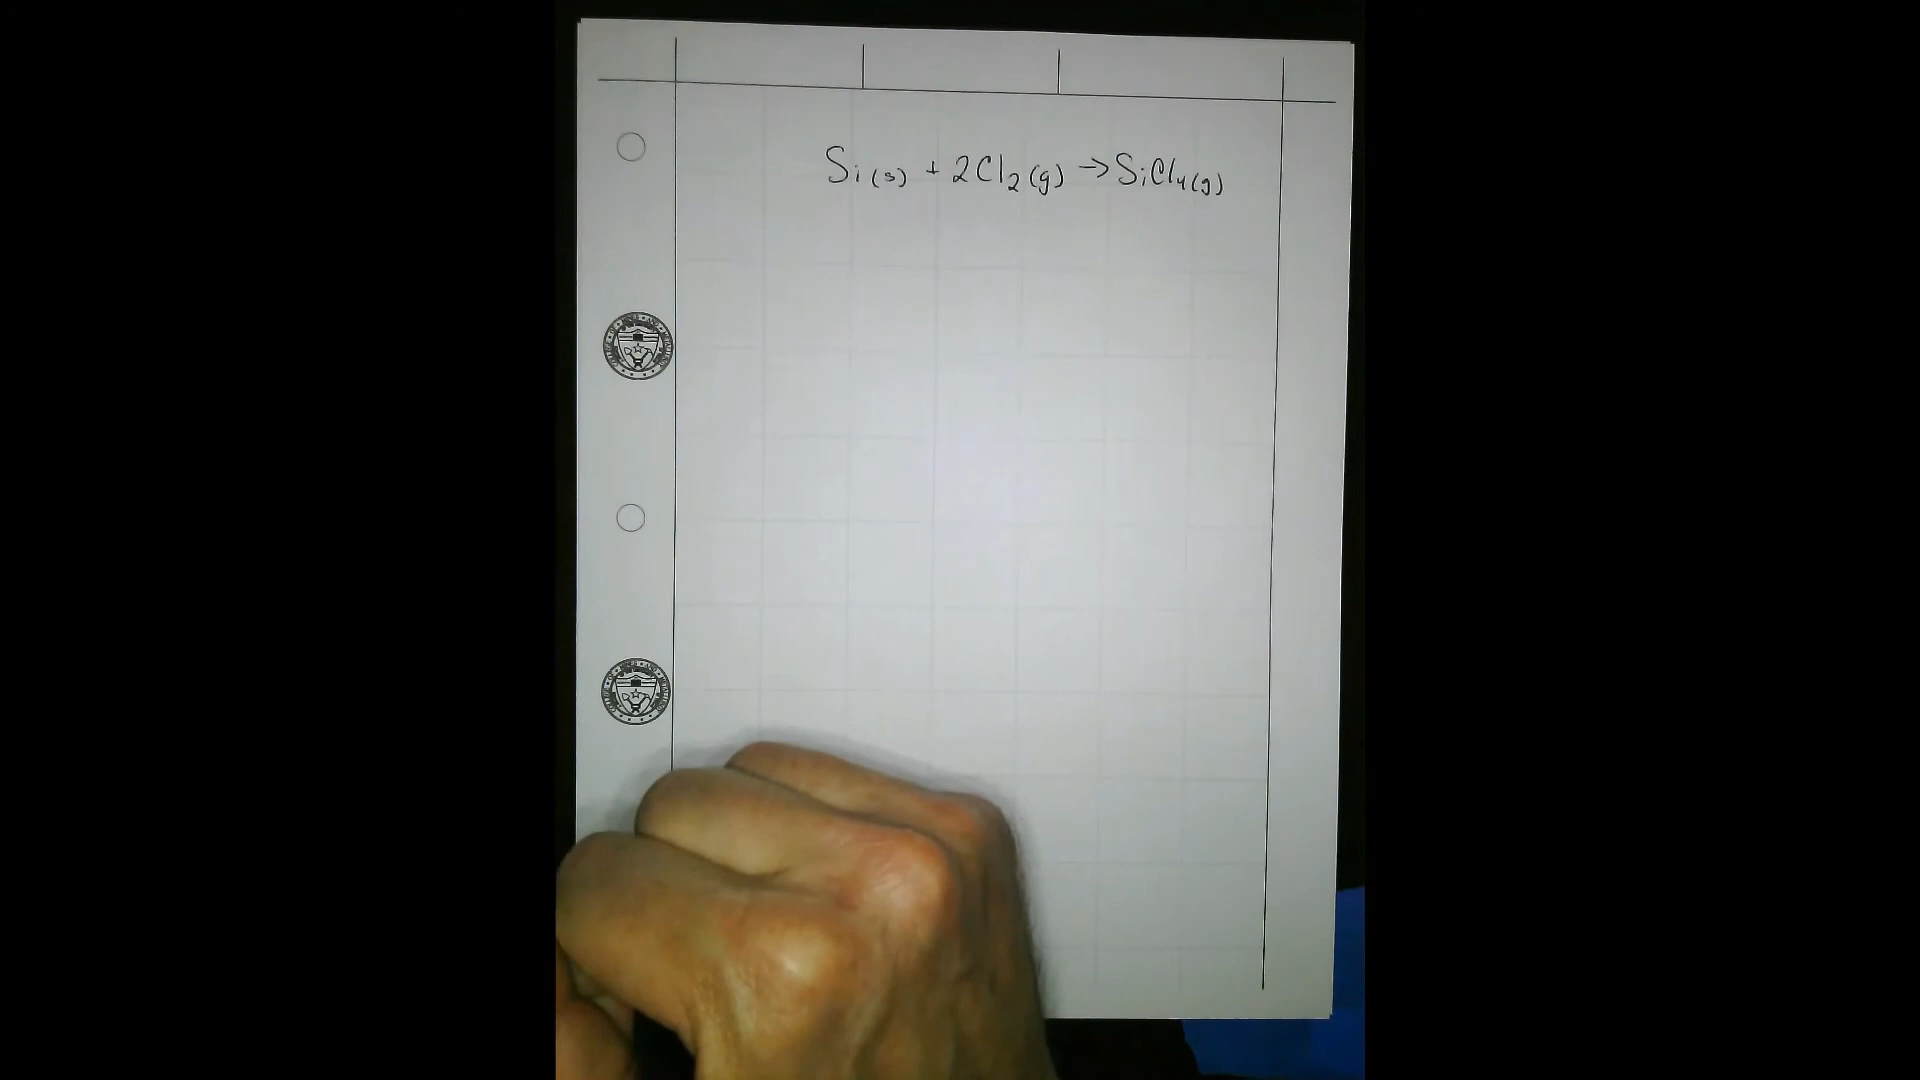 Si(s) + 2Cl2(g) → SiCl4(g)